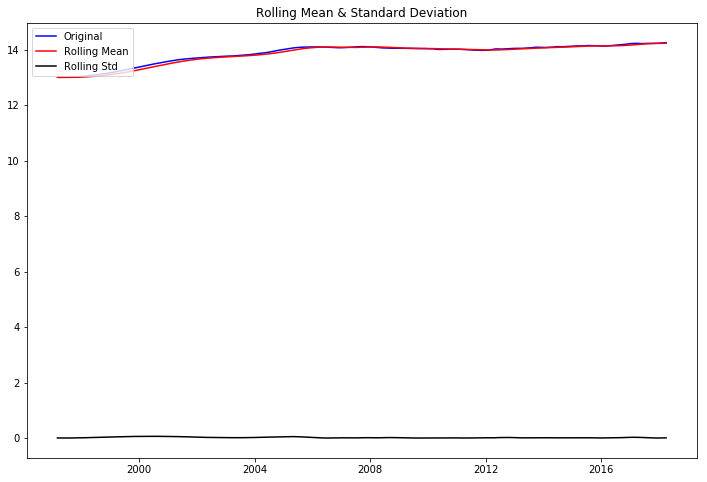 Rolling Mean & Standard Deviation
Original
Rolling Mean
Rolling Std
14
12
10
8
6
4
2
0
2000 2004 2008 2012 2016